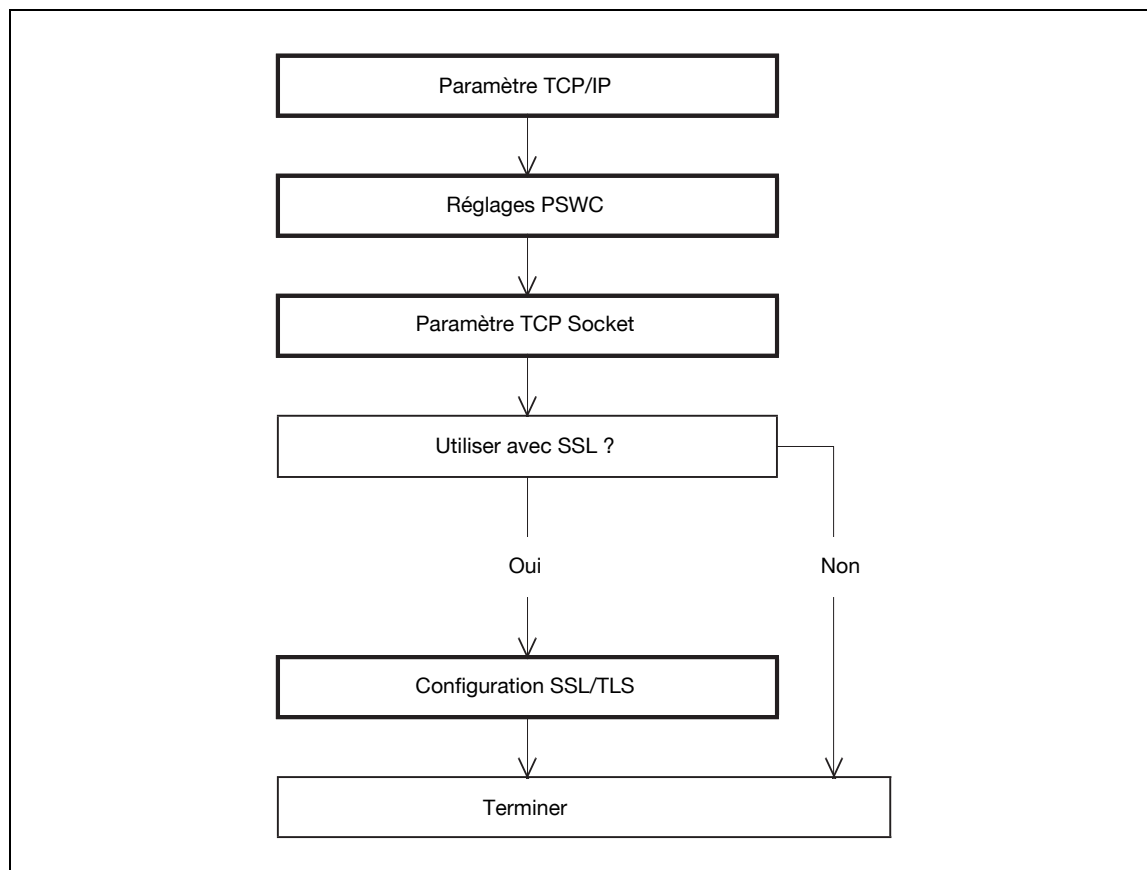 Paramètre TCP/IP
Réglages PSWC
Paramètre TCP Socket
Utiliser avec SSL ?
Oui
Non
Configuration SSL/TLS
Terminer